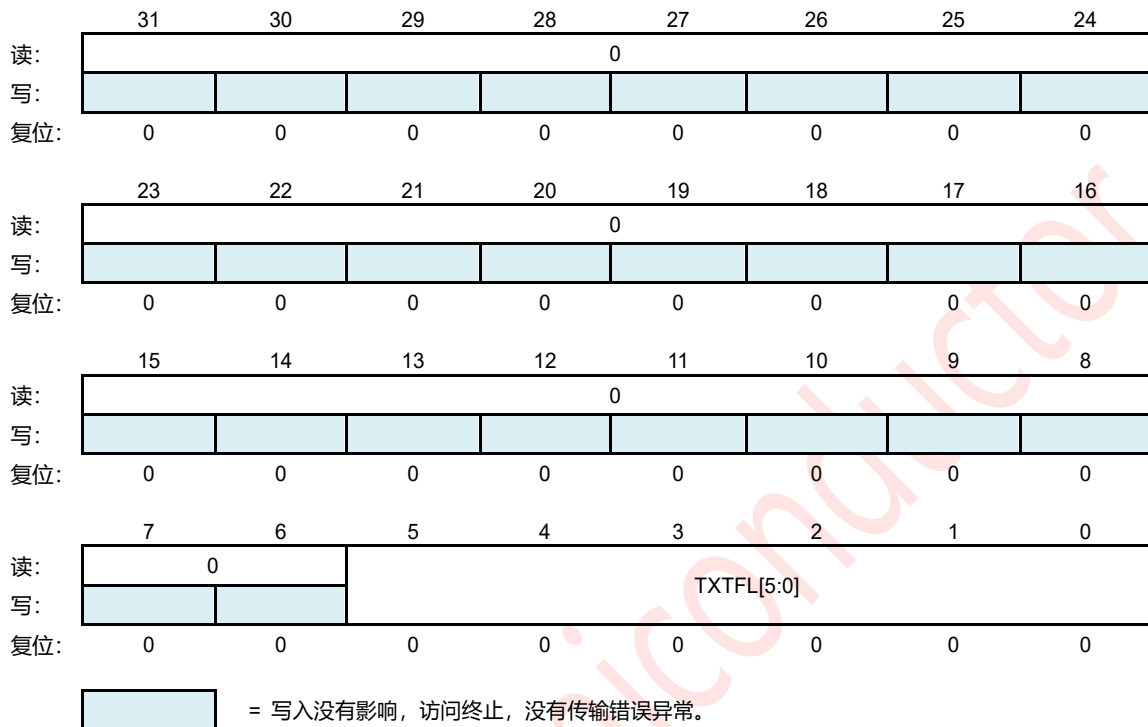 31 30 29 28 27 26 25 24
读: 0
写:
复位: 0 0 0 0 0 0 0 0
23 22 21 20 19 18 17 16
读: 0
写:
复位: 0 0 0 0 0 0 0 0
15 14 13 12 11 10 9 8
读: 0
写:
复位: 0 0 0 0 0 0 0 0
7 6 5 4 3 2 1 0
读: 0 TXTFL[5:0]
写:
复位: 0 0 0 0 0 0 0 0
= 写入没有影响，访问终止，没有传输错误异常。
niconductor